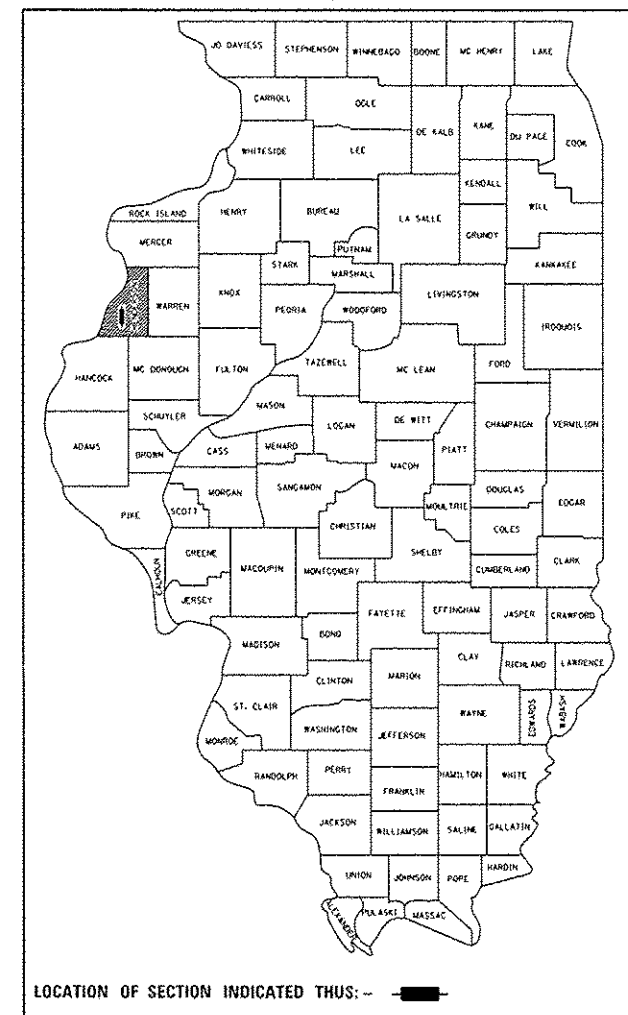 JO DAVIESS STEPHENSON WINNEBAGO BOONE MC HENRY LAKE
CARROLL OGLE DE KALB KANE DU PAGE COOK
WHITESIDE LEE KENDALL WILL
ROCK ISLAND HENRY BUREAU LA SALLE GRUNDY
MERCER PUTNAM KANKAKEE
STARK MARSHALL
WARREN KNOX PEORIA WOODFORD LIVINGSTON IROQUOIS
HANCOCK MC DONOUGH FULTON TAZEWELL MC LEAN FORD
SCHUYLER MASON LOGAN DE WITT CHAMPAIGN VERMILION
ADAMS BROWN CASS MENARD MACON PIATT
PIKE SCOTT MORGAN SANGAMON CHRISTIAN MOULTRIE DOUGLAS EDGAR
COLES
CALHOUN GREENE MACOUPIN MONTGOMERY SHELBY CUMBERLAND CLARK
JERSEY FAYETTE EFFINGHAM JASPER CRAWFORD
MADISON BOND CLAY RICHLAND LAWRENCE
CLINTON MARION
ST. CLAIR WAYNE EDWARDS WABASH
MONROE WASHINGTON JEFFERSON
RANDOLPH PERRY HAMILTON WHITE
FRANKLIN
JACKSON WILLIAMSON SALINE GALLATIN
UNION JOHNSON POPE HARDIN
ALEXANDER PULASKI MASSAC
LOCATION OF SECTION INDICATED THUS:-